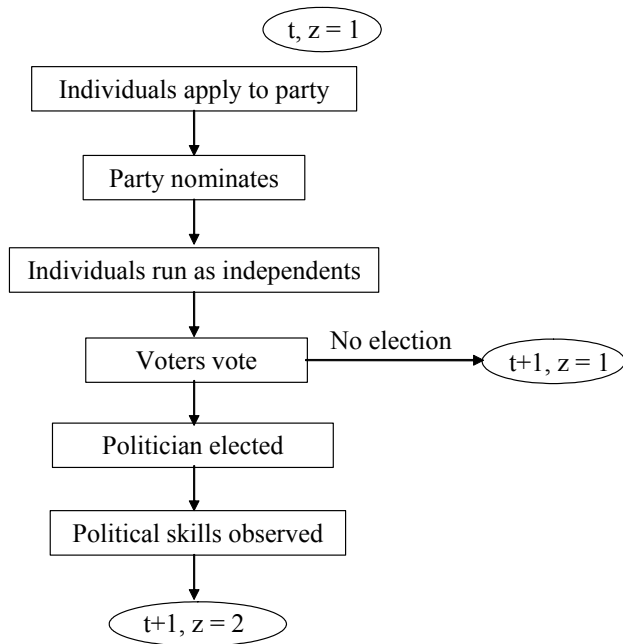 t, z = 1
Individuals apply to party
Party nominates
Individuals run as independents
Voters vote
No election
t+1, z = 1
Politician elected
Political skills observed
t+1, z = 2